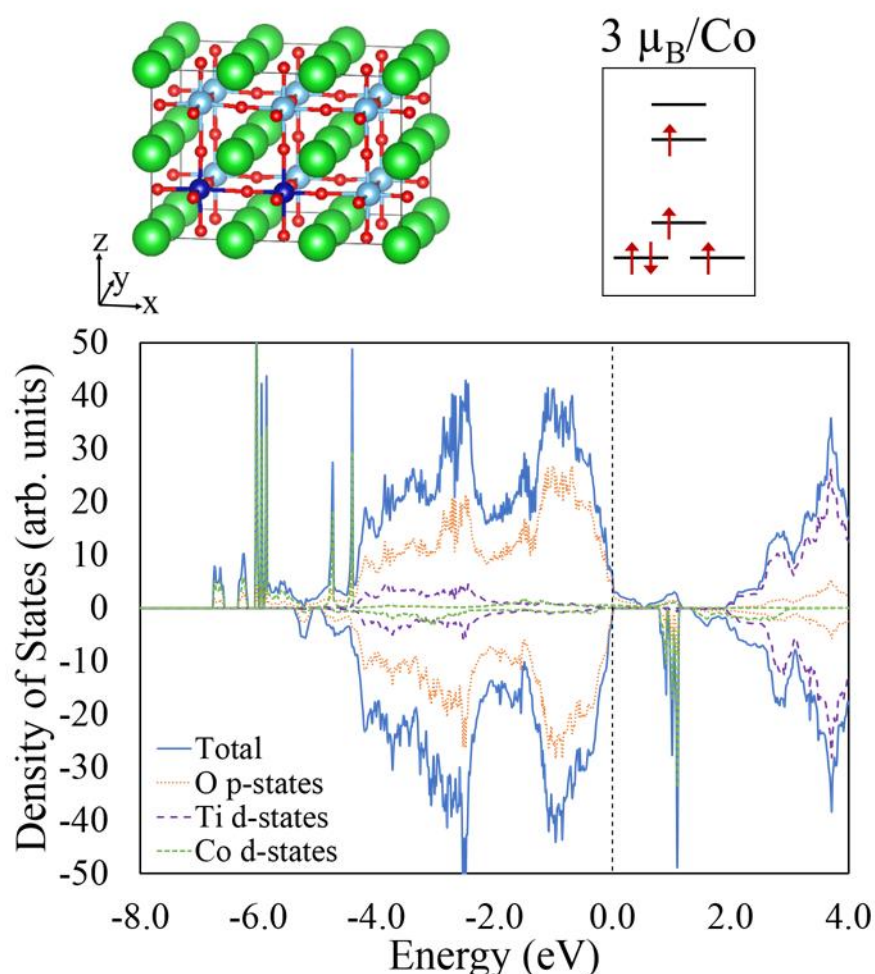 3 μB/Co
z
y
x
50
40
30
20
10
0
-10
-20
-30
-40
-50
Density of States (arb. units)
Total
O p-states
Ti d-states
Co d-states
-8.0 -6.0 -4.0 -2.0 0.0 2.0 4.0
Energy (eV)